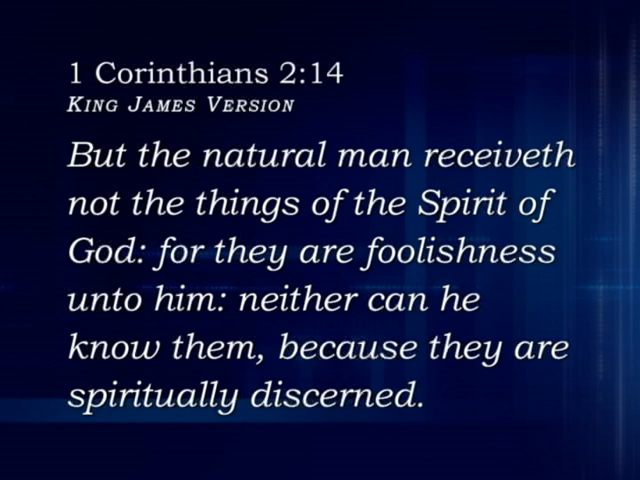 1 Corinthians 2:14
King James Version
But the natural man receiveth
not the things of the Spirit of
God: for they are foolishness
unto him: neither can he
know them, because they are
spiritually discerned.